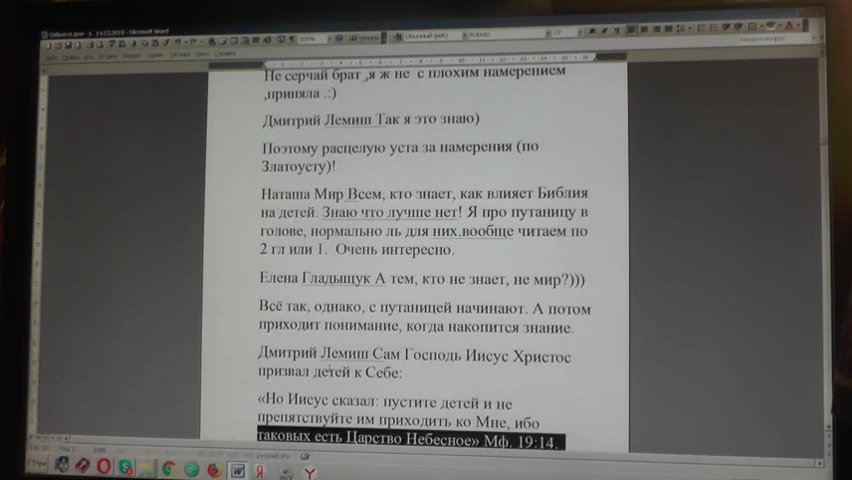 Не серчай брат ,я ж не с плохим намерением
,приняла .:)
Дмитрий Лемиш Так я это знаю)
Поэтому расцелую уста за намерения (по
Златоусту)!
Наташа Мир Всем, кто знает, как влияет Библия
на детей. Знаю что лучше нет! Я про путаницу в
голове, нормально ль для них.вообще читаем по
2 гл или 1. Очень интересно.
Елена Гладыщук А тем, кто не знает, не мир?)))
Всё так, однако, с путаницей начинают. А потом
приходит понимание, когда накопится знание.
Дмитрий Лемиш Сам Господь Иисус Христос
призвал детей к Себе:
«Но Иисус сказал: пустите детей и не
препятствуйте им приходить ко Мне, ибо
таковых есть Царство Небесное» Мф. 19:14.